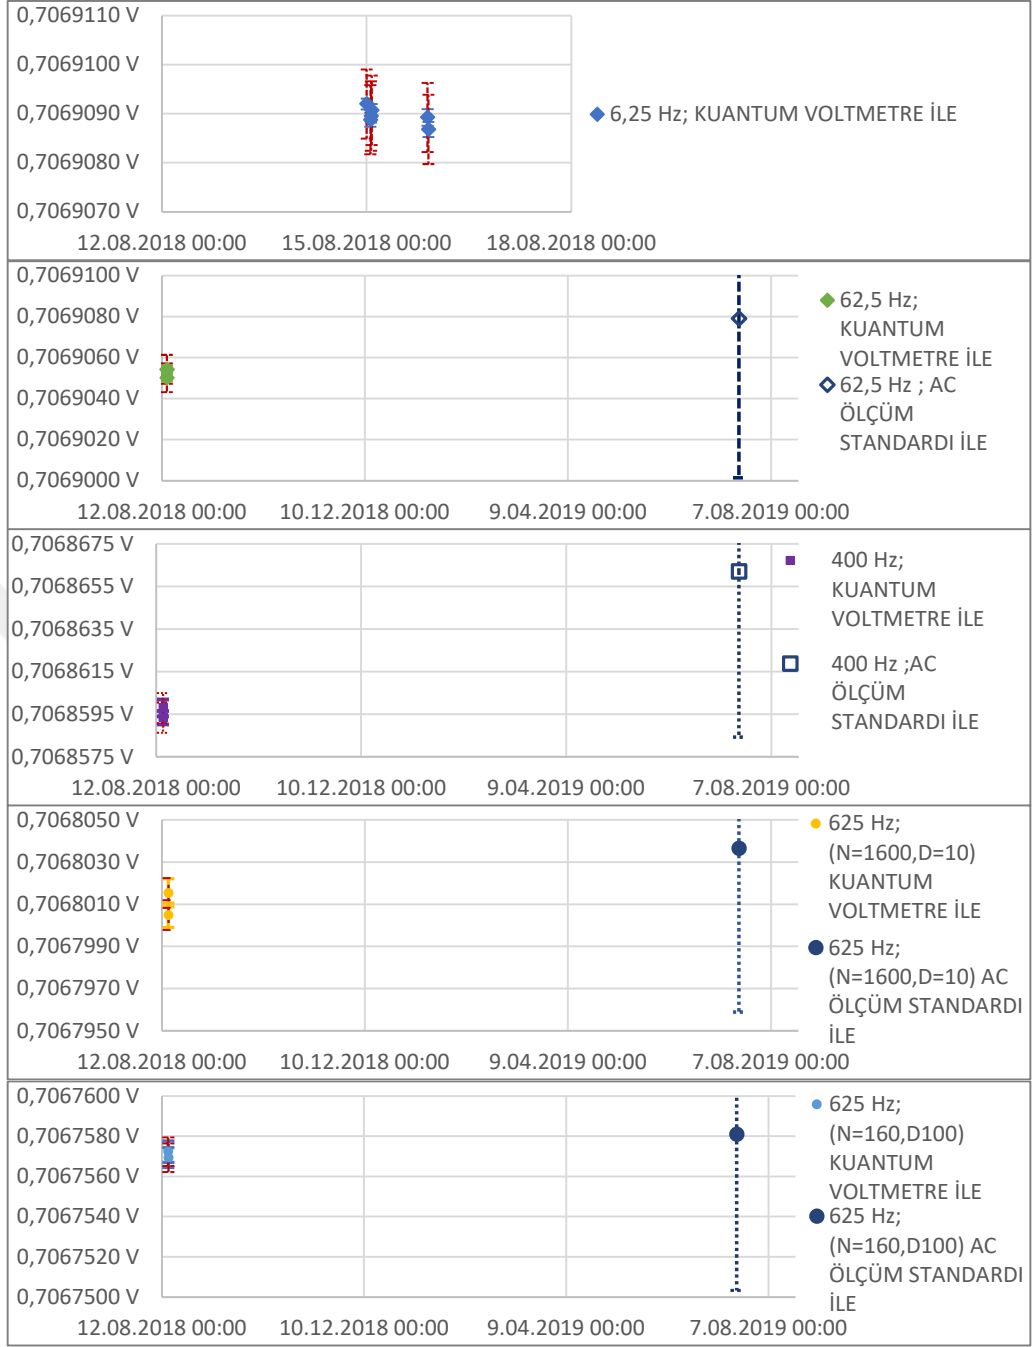 0,7069110 V
0,7069100 V
0,7069090 V
0,7069080 V
0,7069070 V
12.08.2018 00:00 15.08.2018 00:00 18.08.2018 00:00
6,25 Hz; KUANTUM VOLTMETRE İLE
0,7069100 V
0,7069080 V
0,7069060 V
0,7069040 V
0,7069020 V
0,7069000 V
12.08.2018 00:00 10.12.2018 00:00 9.04.2019 00:00 7.08.2019 00:00
62,5 Hz;
KUANTUM
VOLTMETRE İLE
62,5 Hz ; AC
ÖLÇÜM
STANDARDI İLE
0,7068675 V
0,7068655 V
0,7068635 V
0,7068615 V
0,7068595 V
0,7068575 V
12.08.2018 00:00 10.12.2018 00:00 9.04.2019 00:00 7.08.2019 00:00
400 Hz;
KUANTUM
VOLTMETRE İLE
400 Hz ;AC
ÖLÇÜM
STANDARDI İLE
0,7068050 V
0,7068030 V
0,7068010 V
0,7067990 V
0,7067970 V
0,7067950 V
12.08.2018 00:00 10.12.2018 00:00 9.04.2019 00:00 7.08.2019 00:00
625 Hz;
(N=1600,D=10)
KUANTUM
VOLTMETRE İLE
625 Hz;
(N=1600,D=10) AC
ÖLÇÜM STANDARDI
İLE
0,7067600 V
0,7067580 V
0,7067560 V
0,7067540 V
0,7067520 V
0,7067500 V
12.08.2018 00:00 10.12.2018 00:00 9.04.2019 00:00 7.08.2019 00:00
625 Hz;
(N=160,D100)
KUANTUM
VOLTMETRE İLE
625 Hz;
(N=160,D100) AC
ÖLÇÜM STANDARDI
İLE